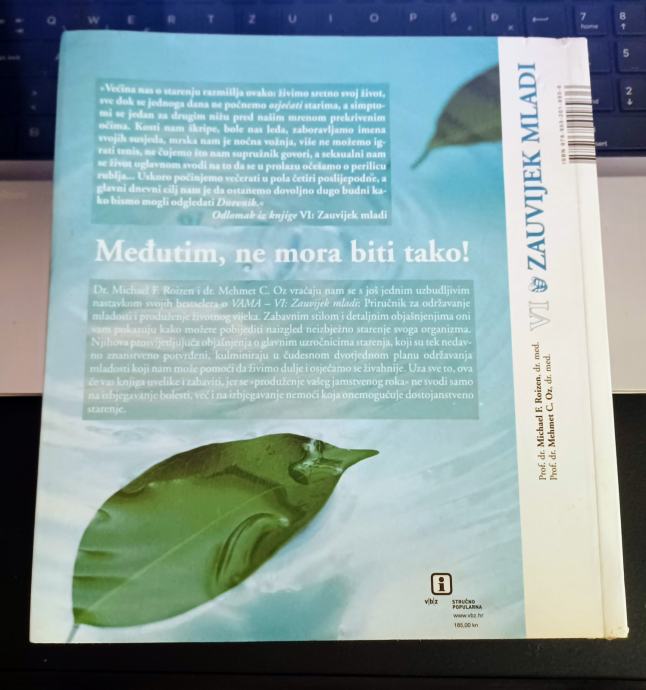 »Većina nas o starenju razmišlja ovako: živimo sretno svoj život,
sve dok se jednoga dana ne počnemo osjećati starima, a simpto-
mi se jedan za drugim nižu pred našim mrenom prekrivenim
očima. Kosti nam škripe, bole nas leđa, zaboravljamo imena
svojih susjeda, mrska nam je noćna vožnja, više ne možemo ig-
rati tenis, ne čujemo što nam supružnik govori, a seksualni nam
se život uglavnom svodi na to da se u prolazu očešamo o perilicu
rublja... Uskoro počinjemo večerati u pola četiri poslijepodne, a
glavni dnevni cilj nam je da ostanemo dovoljno dugo budni ka-
ko bismo mogli odgledati Dnevnik.«
Odlomak iz knjige VI: Zauvijek mladi
Međutim, ne mora biti tako!
Dr. Michael F. Roizen i dr. Mehmet C. Oz vraćaju nam se s još jednim uzbudljivim
nastavkom svojih bestselera o VAMA – VI: Zauvijek mladi; Priručnik za održavanje
mladosti i produženje životnog vijeka. Zabavnim stilom i detaljnim objašnjenjima oni
vam pokazuju kako možete pobijediti naizgled neizbježno starenje svoga organizma.
Njihova prosvjetljujuća objašnjenja o glavnim uzročnicima starenja, koji su tek nedav-
no znanstveno potvrđeni, kulminiraju u čudesnom dvotjednom planu održavanja
mladosti koji nam može pomoći da živimo dulje i osjećamo se živahnije. Uza sve to, ova
će vas knjiga uvelike i zabaviti, jer se »produženje vašeg jamstvenog roka« ne svodi samo
na izbjegavanje bolesti, već i na izbjegavanje nemoći koja onemogućuje dostojanstveno
starenje.
v|b|z
STRUČNO
POPULARNA
www.vbz.hr
165,00 kn
VI ZAUVIJEK MLADI
Prof. dr. Michael F. Roizen, dr. med.
Prof. dr. Mehmet C. Oz, dr. med.
ISBN
Q W E R T Z U I O P Š Đ
7
home
8
5
2